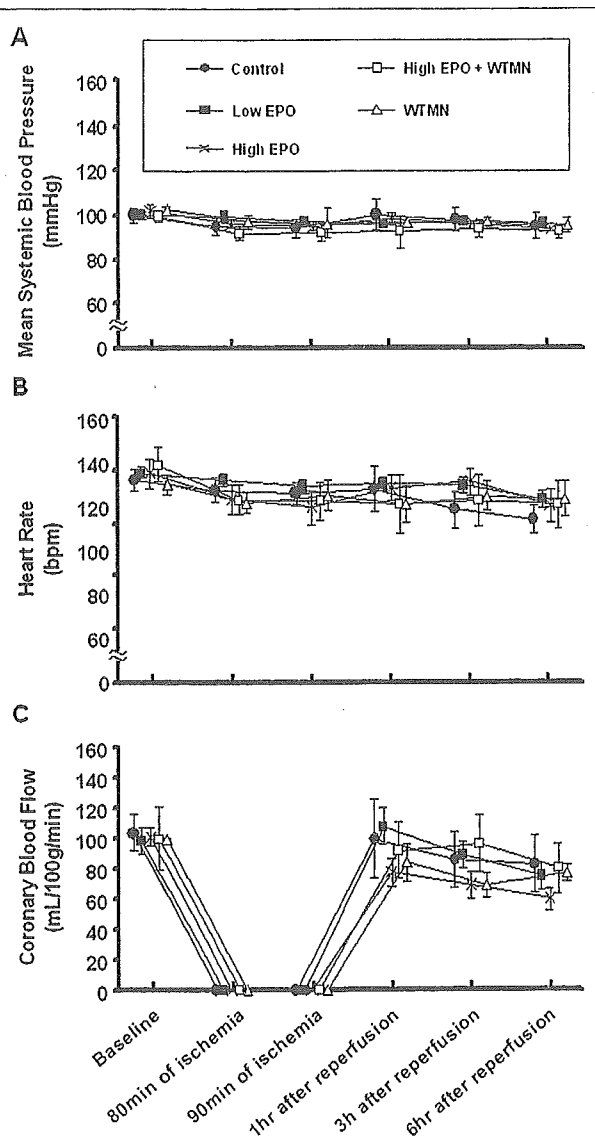 A
Control
High EPO + WTMN
Low EPO
WTMN
High EPO
Mean Systemic Blood Pressure
(mmHg)
160
140
120
100
80
60
0
B
Heart Rate
(bpm)
160
140
120
100
80
60
0
C
Coronary Blood Flow
(mL/100g/min)
160
140
120
100
80
60
40
20
0
Baseline
80min of ischemia
90min of ischemia
1hr after reperfusion
3h after reperfusion
6hr after reperfusion